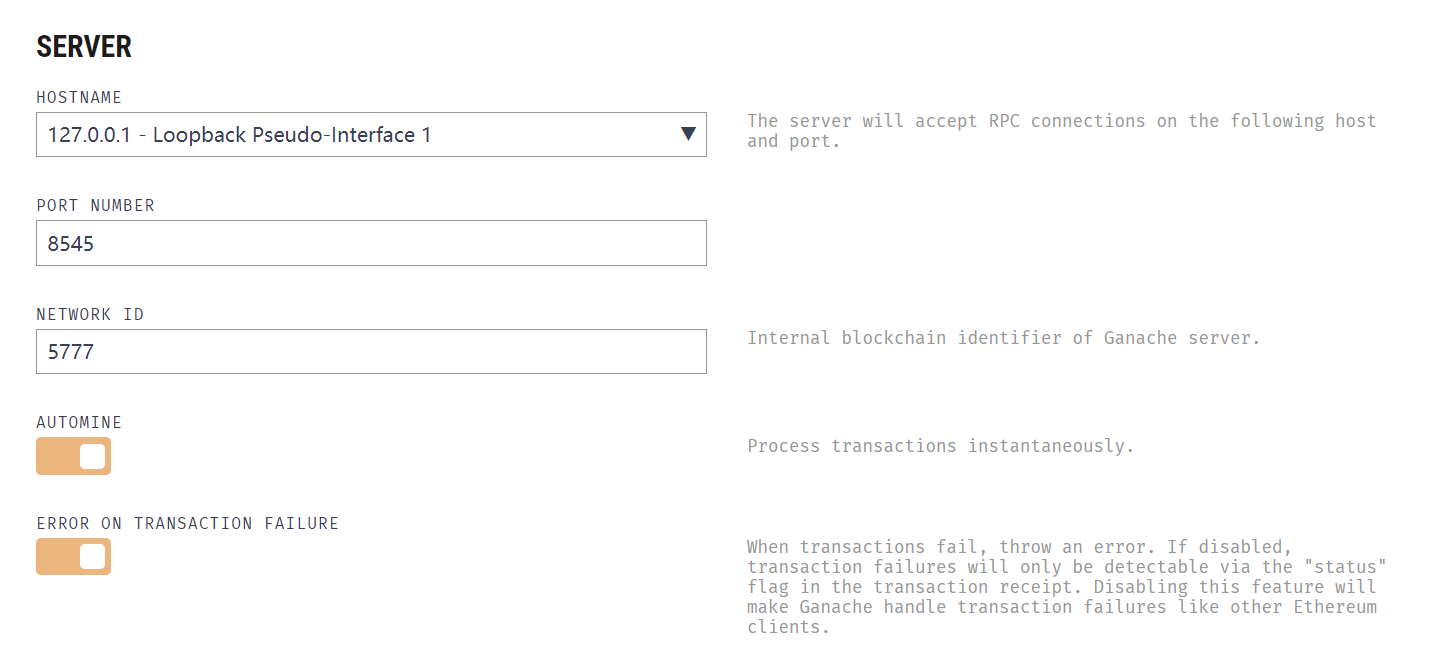 SERVER
HOSTNAME
127.0.0.1 - Loopback Pseudo-Interface 1
The server will accept RPC connections on the following host
and port.
PORT NUMBER
8545
NETWORK ID
5777
Internal blockchain identifier of Ganache server.
AUTOMINE
Process transactions instantaneously.
ERROR ON TRANSACTION FAILURE
When transactions fail, throw an error. If disabled,
transaction failures will only be detectable via the "status"
flag in the transaction receipt. Disabling this feature will
make Ganache handle transaction failures like other Ethereum
clients.